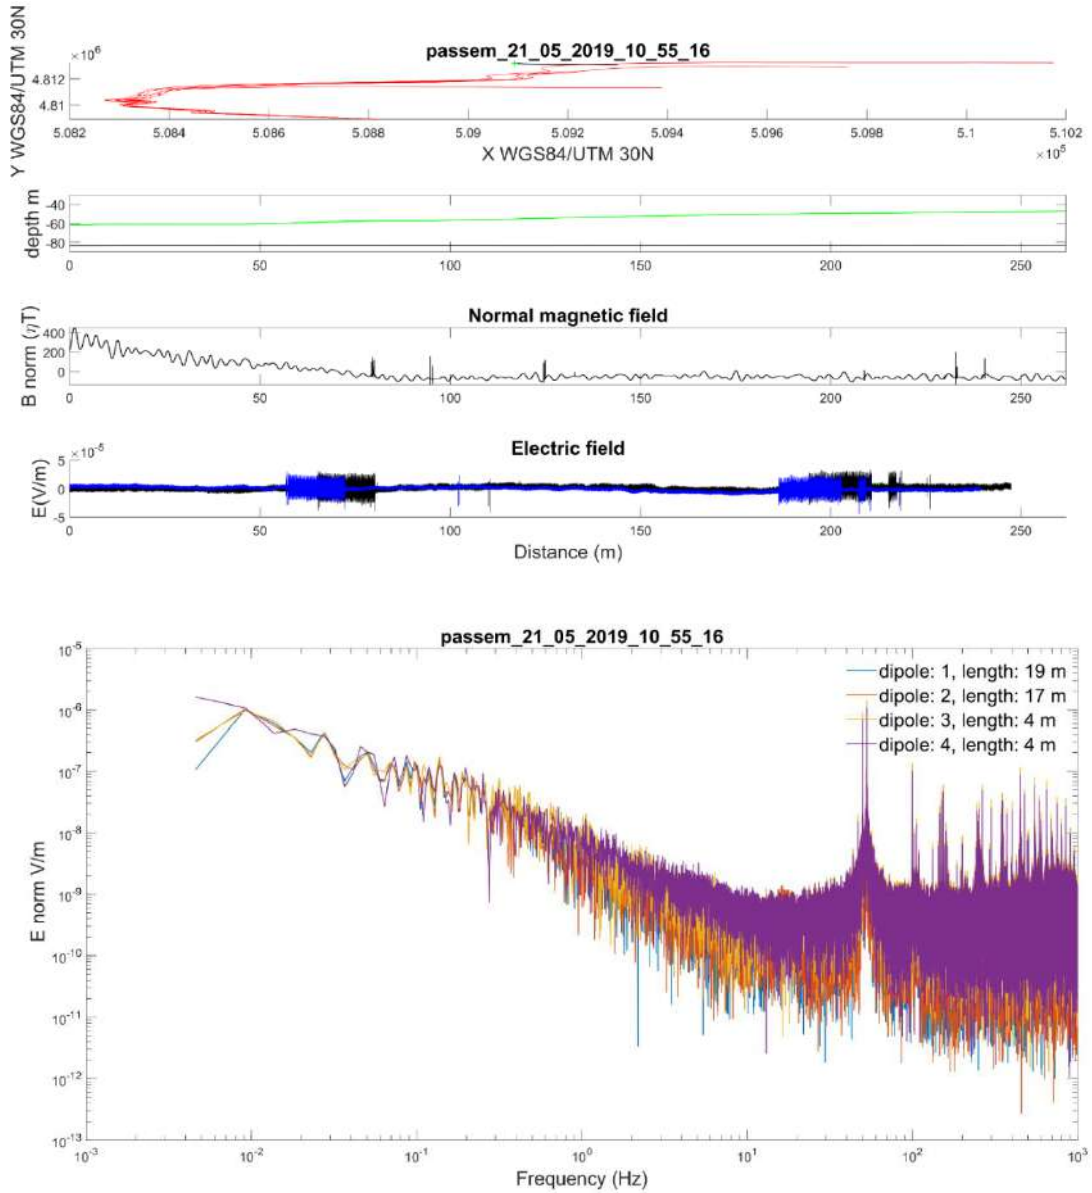 passem_21_05_2019_10_55_16
Y WGS84/UTM 30N
×10⁶
4.812
4.81
5.082 5.084 5.086 5.088 5.09 5.092 5.094 5.096 5.098 5.1 5.102
X WGS84/UTM 30N
×10⁵
depth m
-40
-60
-80
0 50 100 150 200 250
Normal magnetic field
B norm (ηT)
400
200
0
0 50 100 150 200 250
Electric field
×10⁻⁵
E(V/m)
5
0
-5
0 50 100 150 200 250
Distance (m)
passem_21_05_2019_10_55_16
dipole: 1, length: 19 m
dipole: 2, length: 17 m
dipole: 3, length: 4 m
dipole: 4, length: 4 m
E norm V/m
10⁻⁵
10⁻⁶
10⁻⁷
10⁻⁸
10⁻⁹
10⁻¹⁰
10⁻¹¹
10⁻¹²
10⁻¹³
10⁻³ 10⁻² 10⁻¹ 10⁰ 10¹ 10² 10³
Frequency (Hz)